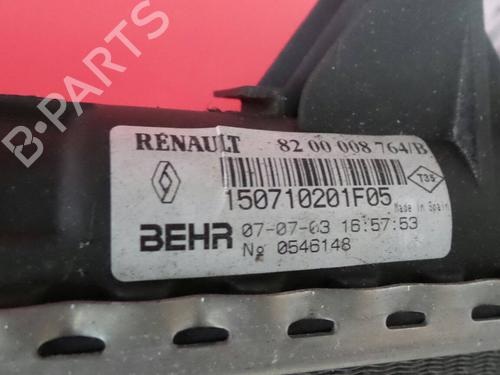 B-PARTS
RENAULT 82 00 008 764/B
T35
150710201F05
Made in Spain
BEHR 07-07-03 16:57:53
No 0546148